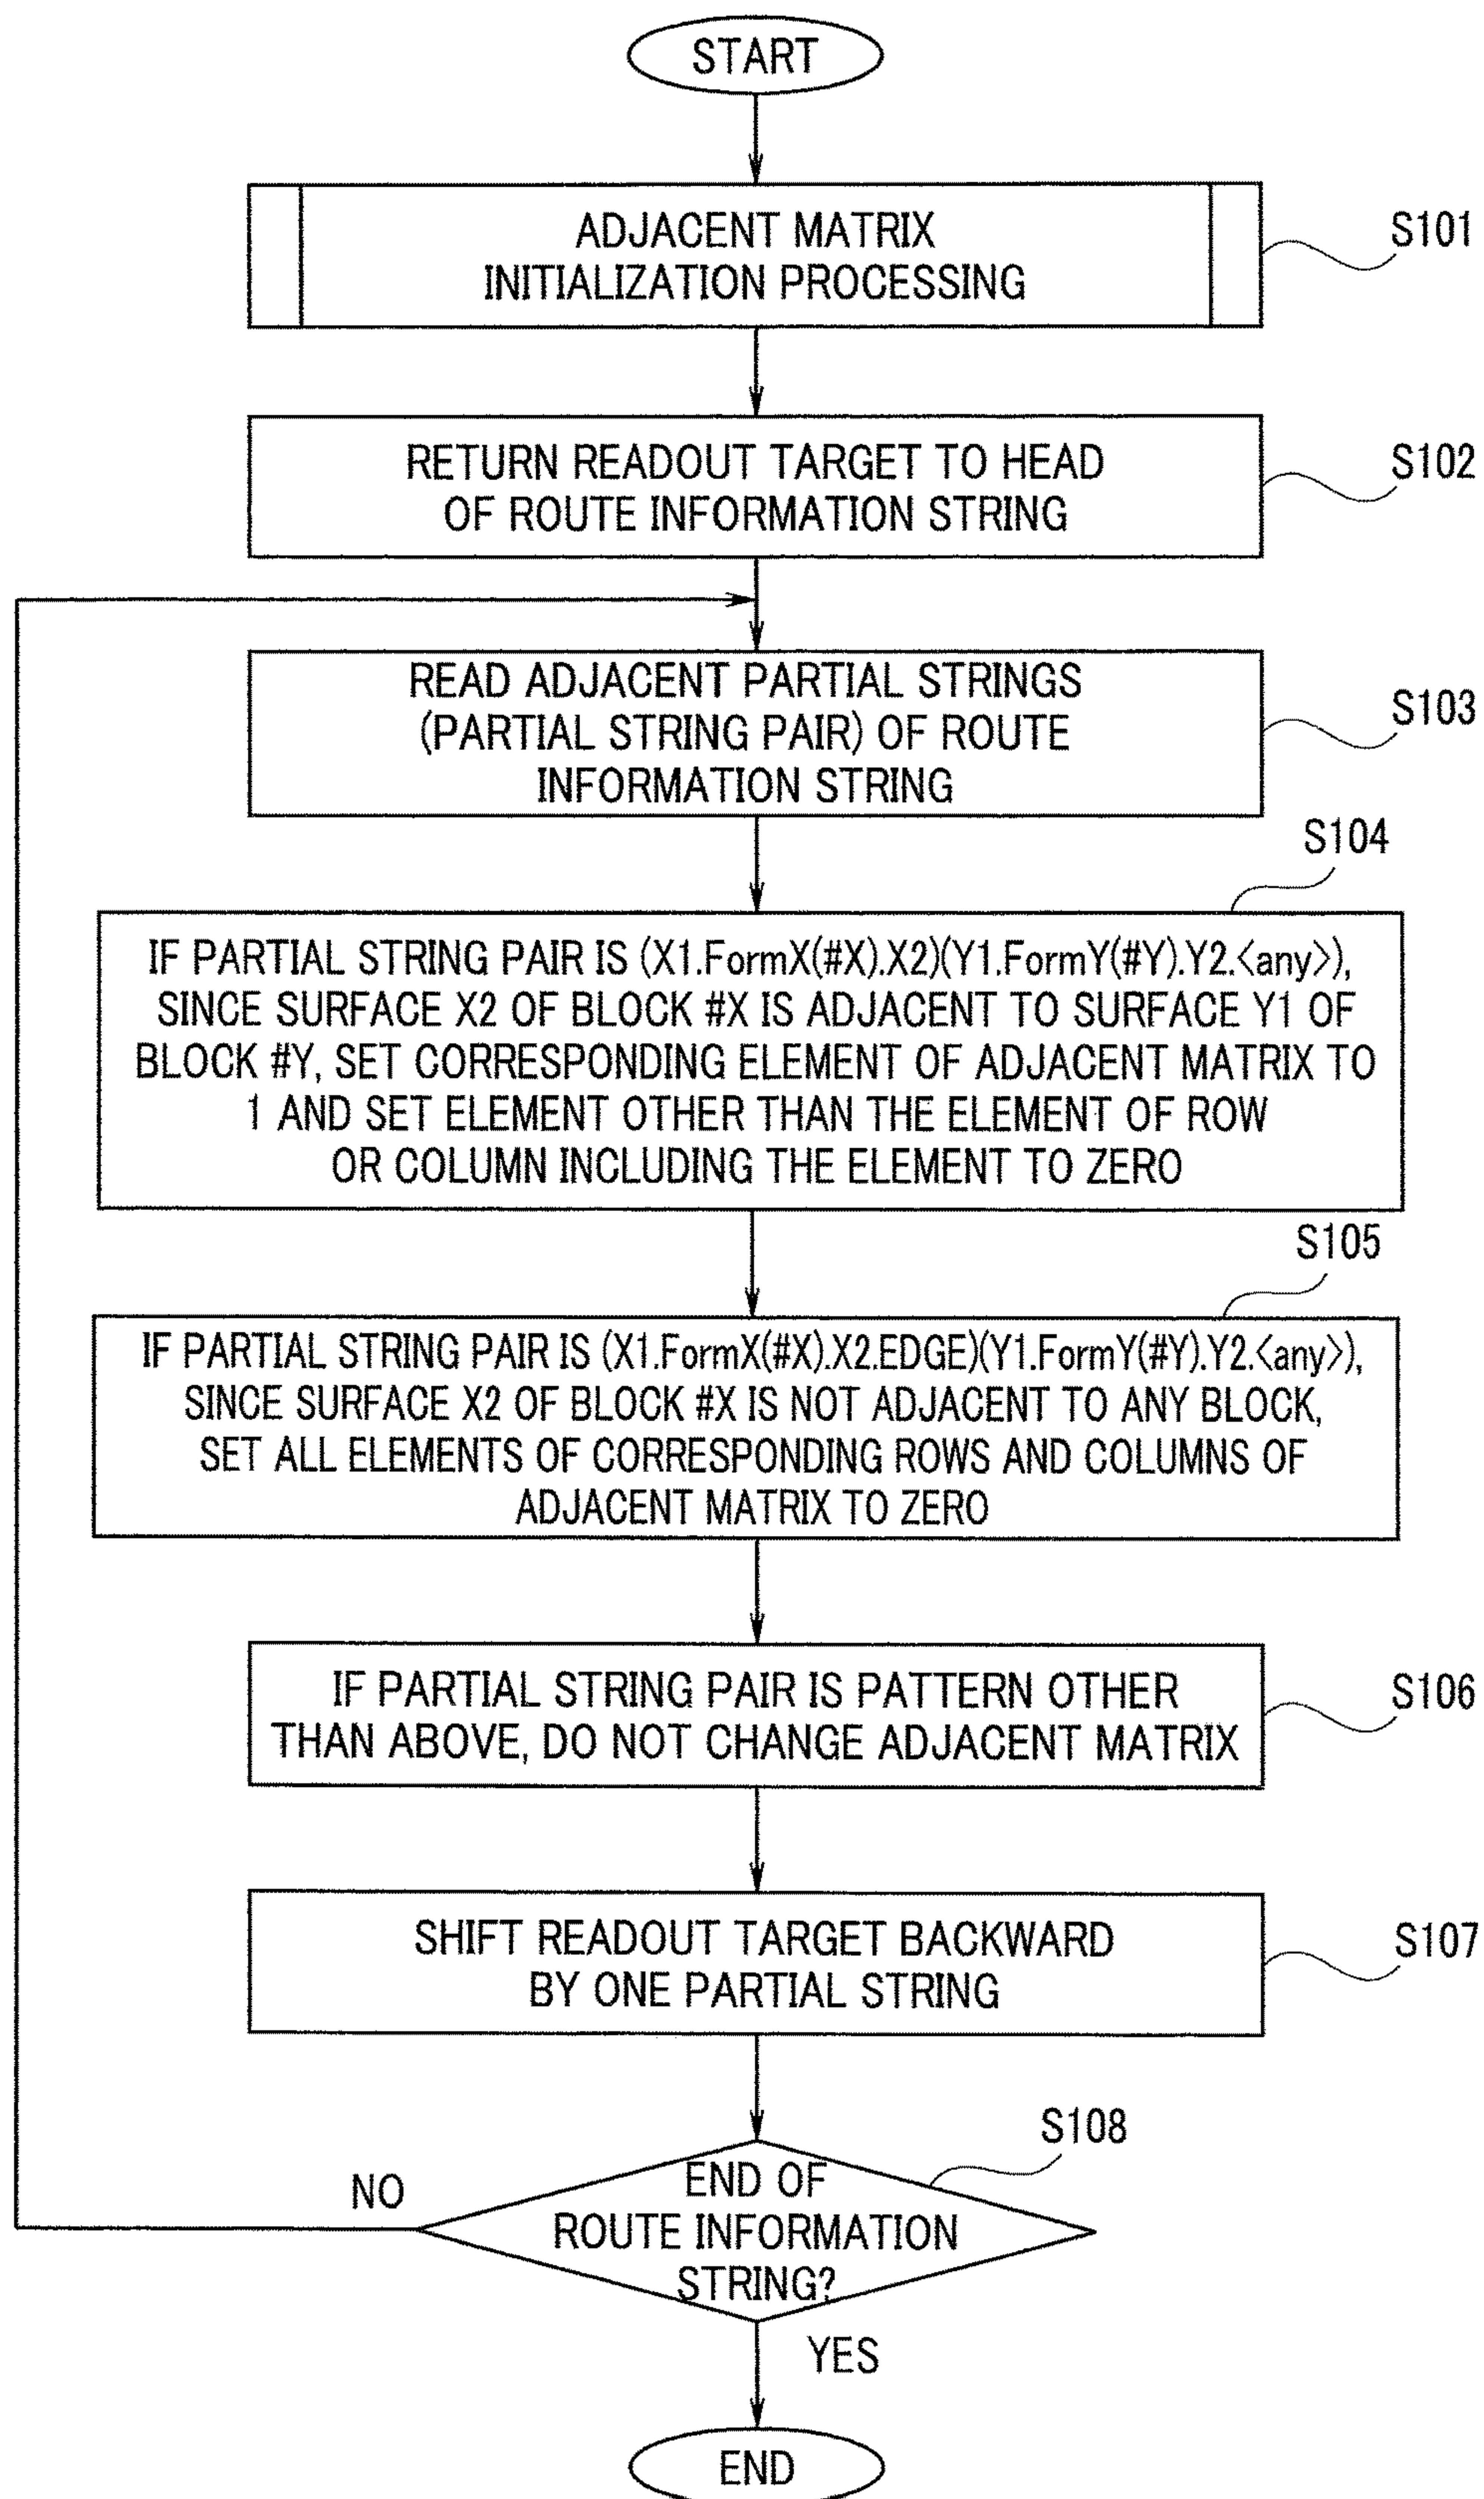 START
ADJACENT MATRIX
INITIALIZATION PROCESSING
S101
RETURN READOUT TARGET TO HEAD
OF ROUTE INFORMATION STRING
S102
READ ADJACENT PARTIAL STRINGS
(PARTIAL STRING PAIR) OF ROUTE
INFORMATION STRING
S103
S104
IF PARTIAL STRING PAIR IS (X1.FormX(#X).X2)(Y1.FormY(#Y).Y2.<any>),
SINCE SURFACE X2 OF BLOCK #X IS ADJACENT TO SURFACE Y1 OF
BLOCK #Y, SET CORRESPONDING ELEMENT OF ADJACENT MATRIX TO
1 AND SET ELEMENT OTHER THAN THE ELEMENT OF ROW
OR COLUMN INCLUDING THE ELEMENT TO ZERO
S105
IF PARTIAL STRING PAIR IS (X1.FormX(#X).X2.EDGE)(Y1.FormY(#Y).Y2.<any>),
SINCE SURFACE X2 OF BLOCK #X IS NOT ADJACENT TO ANY BLOCK,
SET ALL ELEMENTS OF CORRESPONDING ROWS AND COLUMNS OF
ADJACENT MATRIX TO ZERO
IF PARTIAL STRING PAIR IS PATTERN OTHER
THAN ABOVE, DO NOT CHANGE ADJACENT MATRIX
S106
SHIFT READOUT TARGET BACKWARD
BY ONE PARTIAL STRING
S107
S108
END OF
ROUTE INFORMATION
STRING?
NO
YES
END